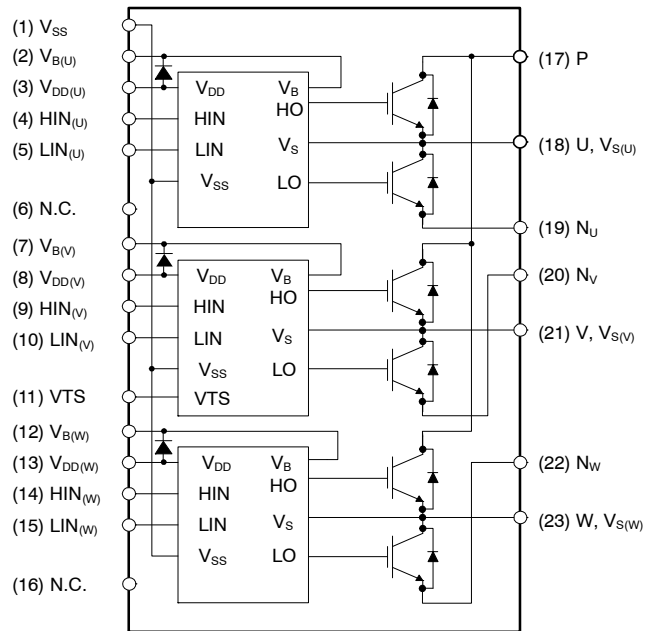 (1) VSS
(2) VB(U)
(3) VDD(U)
(4) HIN(U)
(5) LIN(U)
(6) N.C.
(7) VB(V)
(8) VDD(V)
(9) HIN(V)
(10) LIN(V)
(11) VTS
(12) VB(W)
(13) VDD(W)
(14) HIN(W)
(15) LIN(W)
(16) N.C.
VDD
HIN
LIN
VSS
VB
HO
VS
LO
VDD
HIN
LIN
VSS
VTS
VB
HO
VS
LO
VDD
HIN
LIN
VSS
VB
HO
VS
LO
(17) P
(18) U, VS(U)
(19) NU
(20) NV
(21) V, VS(V)
(22) NW
(23) W, VS(W)